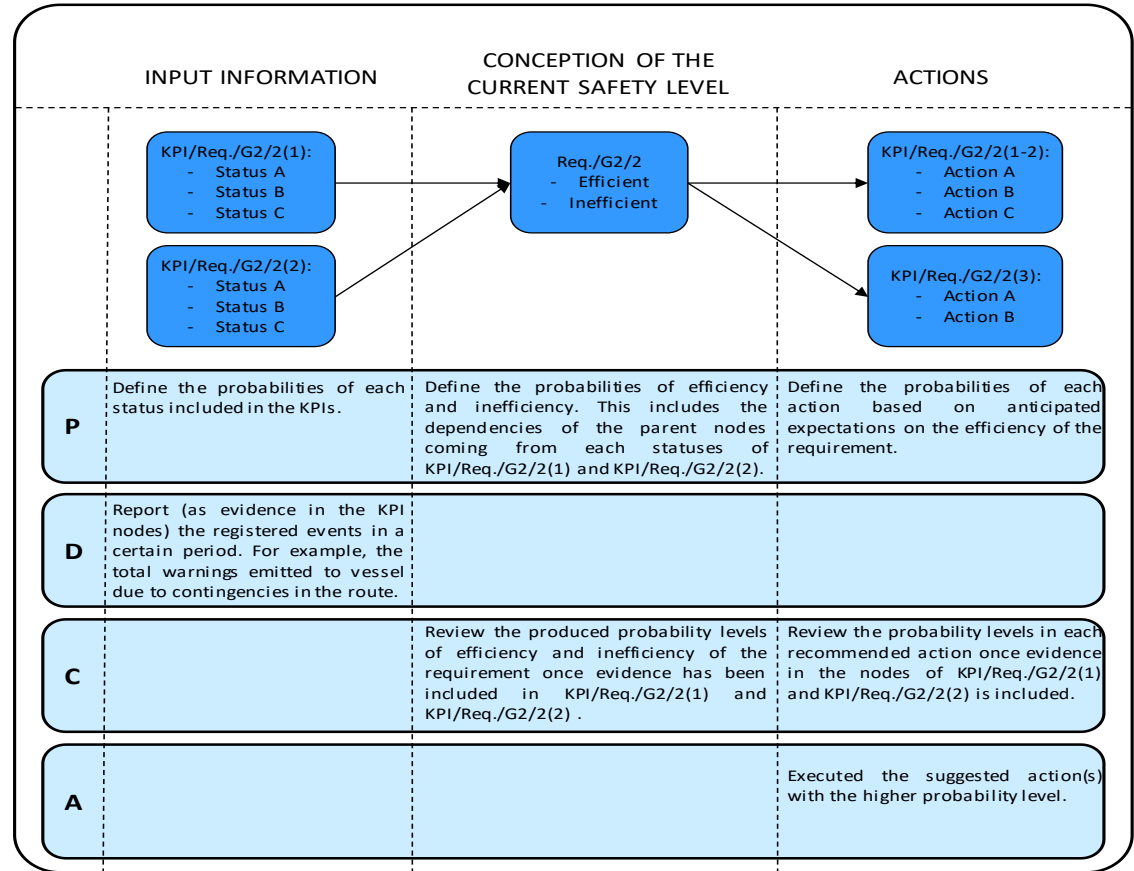 INPUT INFORMATION
CONCEPTION OF THE
CURRENT SAFETY LEVEL
ACTIONS
KPI/Req./G2/2(1):
- Status A
- Status B
- Status C
KPI/Req./G2/2(2):
- Status A
- Status B
- Status C
Req./G2/2
- Efficient
- Inefficient
KPI/Req./G2/2(1-2):
- Action A
- Action B
- Action C
KPI/Req./G2/2(3):
- Action A
- Action B
P
Define the probabilities of each
status included in the KPIs.
Define the probabilities of efficiency
and inefficiency. This includes the
dependencies of the parent nodes
coming from each statuses of
KPI/Req./G2/2(1) and KPI/Req./G2/2(2).
Define the probabilities of each
action based on anticipated
expectations on the efficiency of the
requirement.
D
Report (as evidence in the KPI
nodes) the registered events in a
certain period. For example, the
total warnings emitted to vessel
due to contingencies in the route.
C
Review the produced probability levels
of efficiency and inefficiency of the
requirement once evidence has been
included in KPI/Req./G2/2(1) and
KPI/Req./G2/2(2) .
Review the probability levels in each
recommended action once evidence
in the nodes of KPI/Req./G2/2(1)
and KPI/Req./G2/2(2) is included.
A
Executed the suggested action(s)
with the higher probability level.